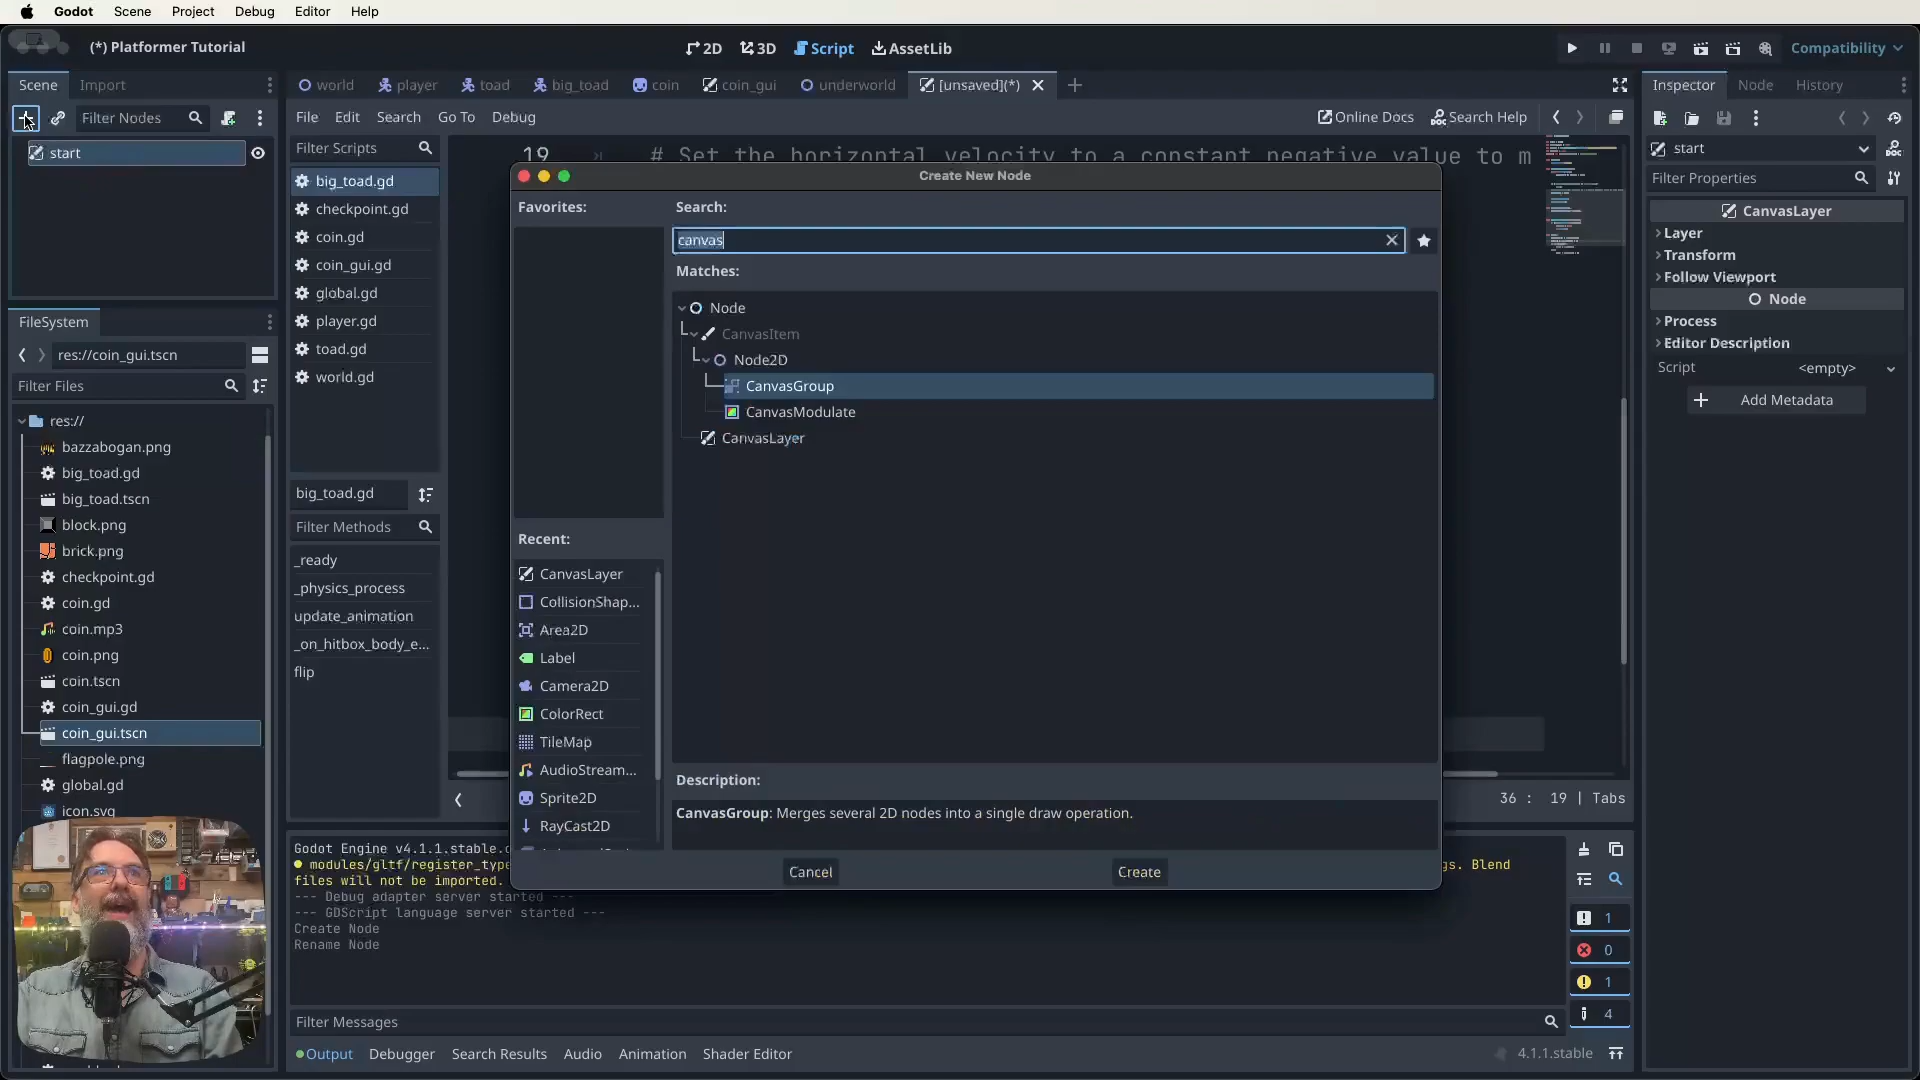 Godot Scene Project Debug Editor Help
(*) Platformer Tutorial
2D 3D Script AssetLib
Compatibility
Scene Import
Filter Nodes
start
world player toad big_toad coin coin_gui underworld [unsaved](*)
File Edit Search Go To Debug
Online Docs Search Help
Filter Scripts
big_toad.gd
checkpoint.gd
coin.gd
coin_gui.gd
global.gd
player.gd
toad.gd
world.gd
big_toad.gd
Filter Methods
_ready
_physics_process
update_animation
_on_hitbox_body_e...
flip
19 # Set the horizontal velocity to a constant negative value to m
Create New Node
Favorites:
Search:
canvas
Matches:
Node
CanvasItem
Node2D
CanvasGroup
CanvasModulate
CanvasLayer
Recent:
CanvasLayer
CollisionShap...
Area2D
Label
Camera2D
ColorRect
TileMap
AudioStream...
Sprite2D
RayCast2D
Description:
CanvasGroup: Merges several 2D nodes into a single draw operation.
Cancel Create
36 : 19 | Tabs
FileSystem
res://coin_gui.tscn
Filter Files
res://
bazzabogan.png
big_toad.gd
big_toad.tscn
block.png
brick.png
checkpoint.gd
coin.gd
coin.mp3
coin.png
coin.tscn
coin_gui.gd
coin_gui.tscn
flagpole.png
global.gd
icon.svg
Godot Engine v4.1.1.stable.o
modules/gltf/register_type
gs. Blend
files will not be imported.
--- Debug adapter server started ---
--- GDScript language server started ---
Create Node
Rename Node
1
0
1
4
Filter Messages
Output Debugger Search Results Audio Animation Shader Editor
4.1.1.stable
Inspector Node History
start
Filter Properties
CanvasLayer
Layer
Transform
Follow Viewport
Node
Process
Editor Description
Script <empty>
Add Metadata